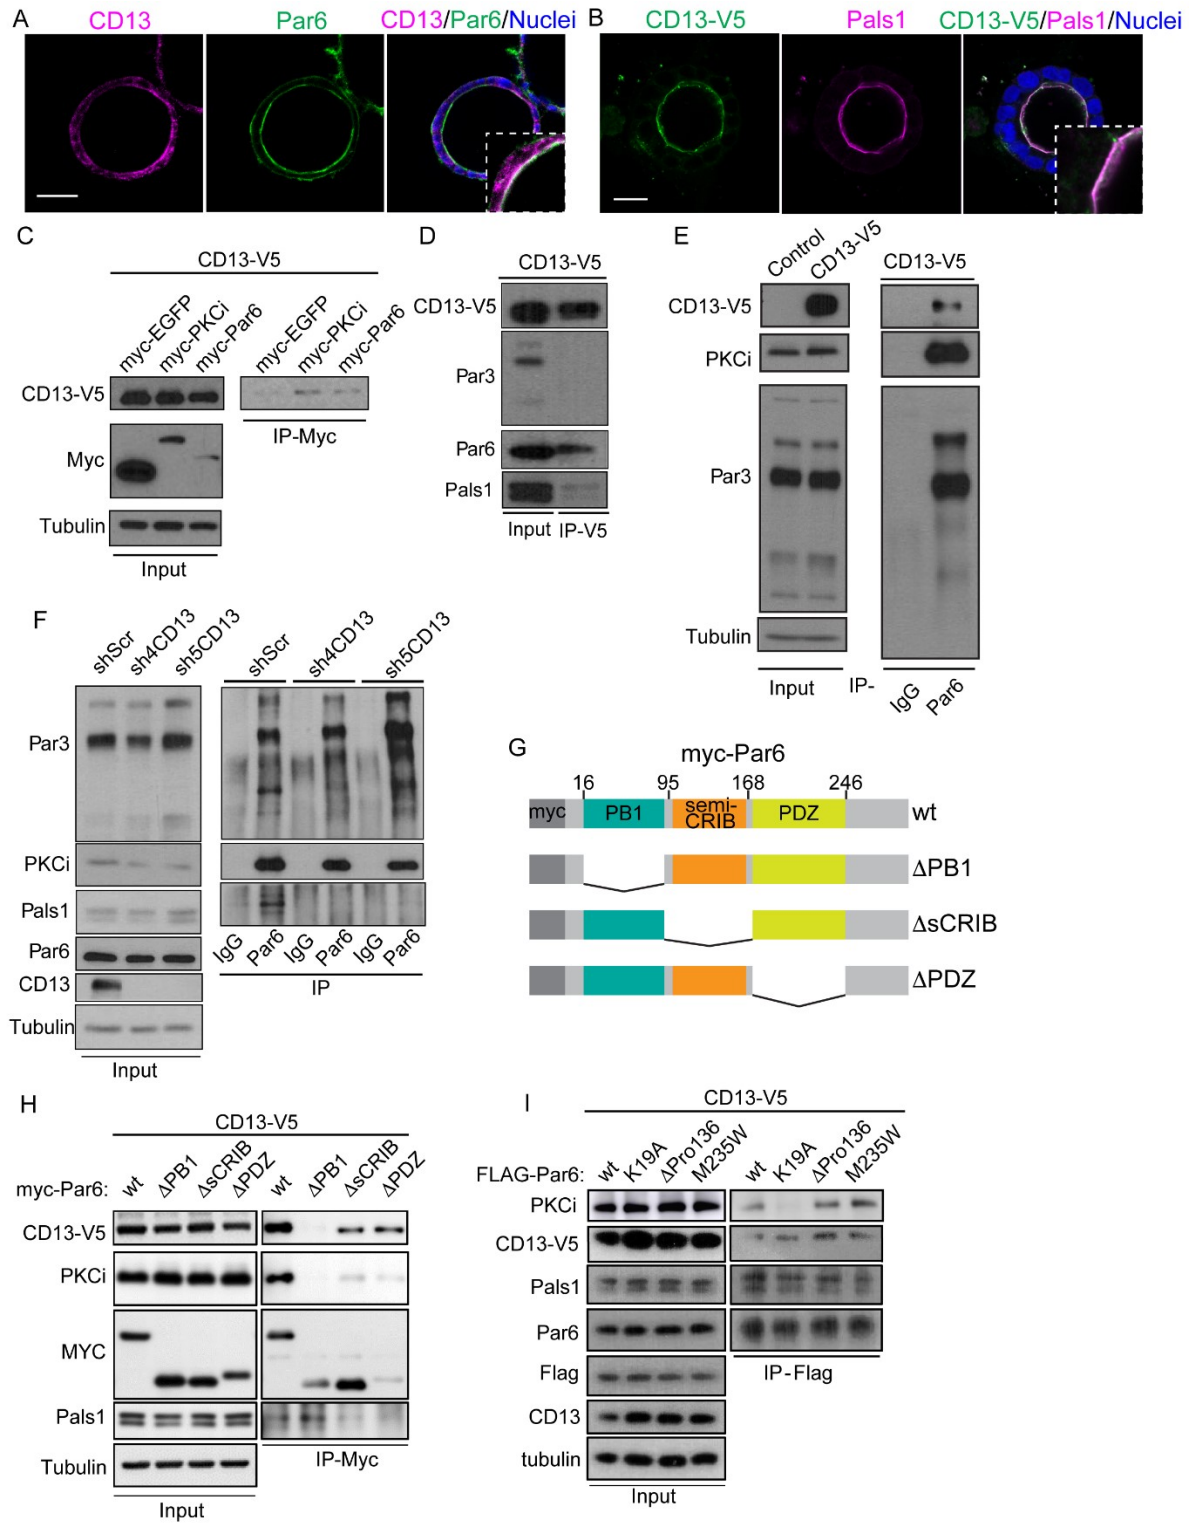 A
CD13
Par6
CD13/Par6/Nuclei
B
CD13-V5
Pals1
CD13-V5/Pals1/Nuclei
C
CD13-V5
myc-EGFP
myc-PKCi
myc-Par6
myc-EGFP
myc-PKCi
myc-Par6
CD13-V5
IP-Myc
Myc
Tubulin
Input
D
CD13-V5
CD13-V5
Par3
Par6
Pals1
Input IP-V5
E
Control
CD13-V5
CD13-V5
CD13-V5
PKCi
Par3
Tubulin
Input
IP-
IgG
Par6
F
shScr
sh4CD13
sh5CD13
shScr
sh4CD13
sh5CD13
Par3
PKCi
Pals1
Par6
CD13
Tubulin
Input
IgG
Par6
IgG
Par6
IgG
Par6
IP
G
myc-Par6
16 95 168 246
myc PB1 semi-CRIB PDZ wt
ΔPB1
ΔsCRIB
ΔPDZ
H
CD13-V5
myc-Par6: wt ΔPB1 ΔsCRIB ΔPDZ wt ΔPB1 ΔsCRIB ΔPDZ
CD13-V5
PKCi
MYC
Pals1
Tubulin
IP-Myc
Input
I
CD13-V5
FLAG-Par6: wt K19A ΔPro136 M235W wt K19A ΔPro136 M235W
PKCi
CD13-V5
Pals1
Par6
Flag
IP-Flag
CD13
tubulin
Input